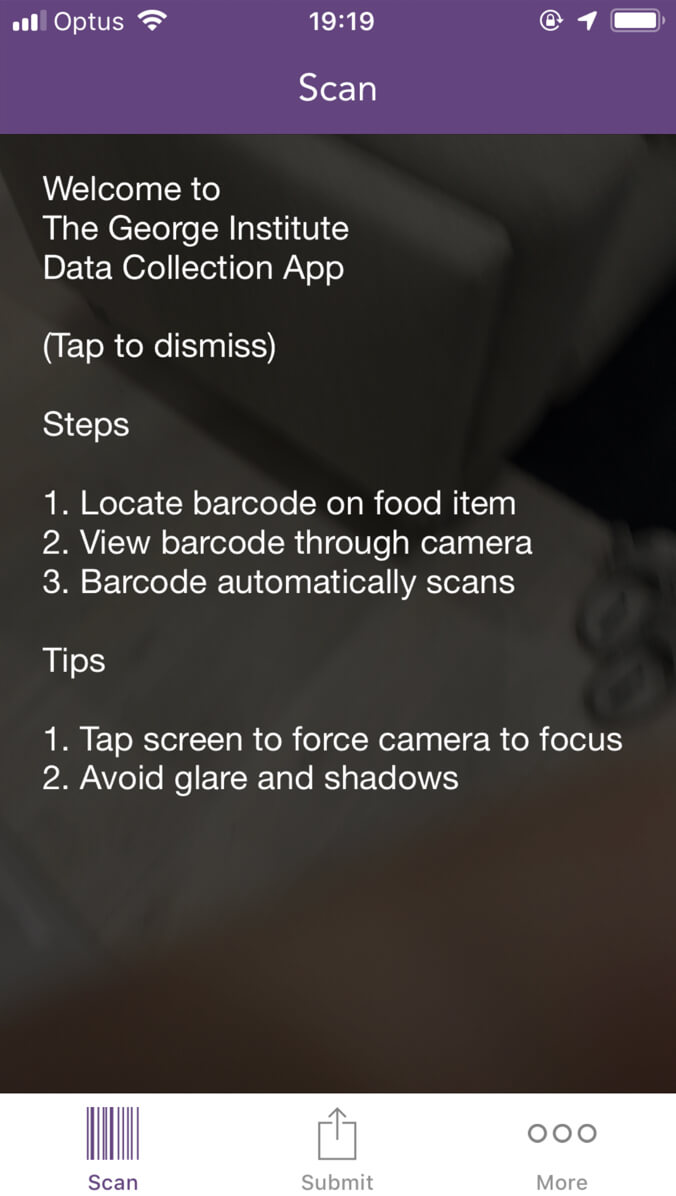 Optus 19:19
Scan
Welcome to
The George Institute
Data Collection App
(Tap to dismiss)
Steps
1. Locate barcode on food item
2. View barcode through camera
3. Barcode automatically scans
Tips
1. Tap screen to force camera to focus
2. Avoid glare and shadows
Scan Submit More